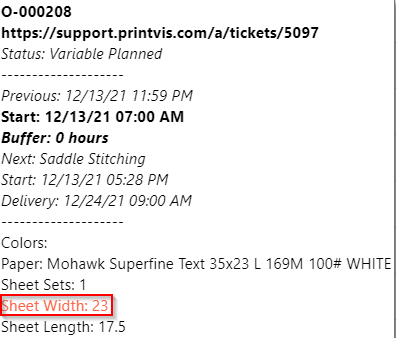 O-000208
https://support.printvis.com/a/tickets/5097
Status: Variable Planned
--------------------
Previous: 12/13/21 11:59 PM
Start: 12/13/21 07:00 AM
Buffer: 0 hours
Next: Saddle Stitching
Start: 12/13/21 05:28 PM
Delivery: 12/24/21 09:00 AM
--------------------
Colors:
Paper: Mohawk Superfine Text 35x23 L 169M 100# WHITE
Sheet Sets: 1
Sheet Width: 23
Sheet Length: 17.5